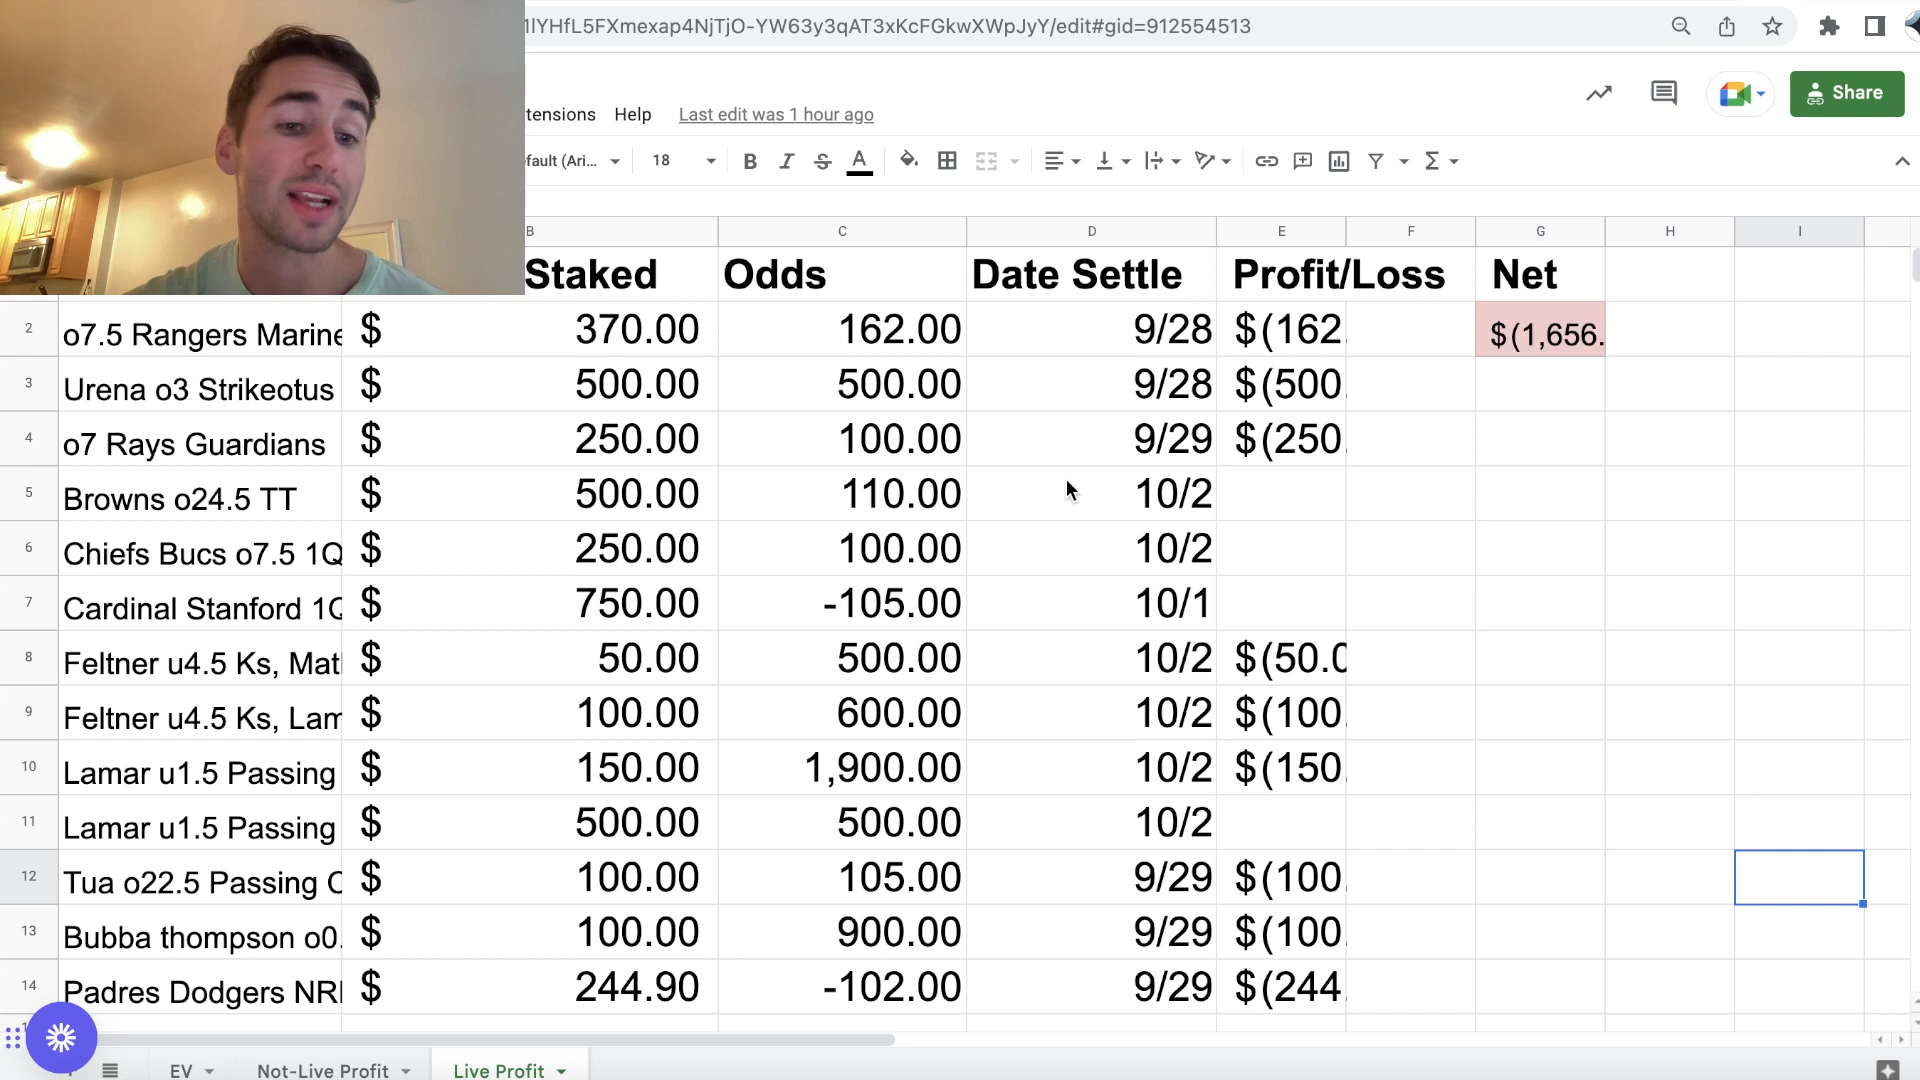 1lYHfL5FXmexap4NjTjO-YW63y3qAT3xKcFGkwXWpJyY/edit#gid=912554513
Share
tensions Help Last edit was 1 hour ago
fault (Ari... 18 B I S A
B C D E F G H I
Staked Odds Date Settle Profit/Loss Net
2 o7.5 Rangers Marine $ 370.00 162.00 9/28 $(162. $(1,656.
3 Urena o3 Strikeotus $ 500.00 500.00 9/28 $(500.
4 o7 Rays Guardians $ 250.00 100.00 9/29 $(250.
5 Browns o24.5 TT $ 500.00 110.00 10/2
6 Chiefs Bucs o7.5 1Q $ 250.00 100.00 10/2
7 Cardinal Stanford 1Q $ 750.00 -105.00 10/1
8 Feltner u4.5 Ks, Mat $ 50.00 500.00 10/2 $(50.0
9 Feltner u4.5 Ks, Lam $ 100.00 600.00 10/2 $(100.
10 Lamar u1.5 Passing $ 150.00 1,900.00 10/2 $(150.
11 Lamar u1.5 Passing $ 500.00 500.00 10/2
12 Tua o22.5 Passing C $ 100.00 105.00 9/29 $(100.
13 Bubba thompson o0. $ 100.00 900.00 9/29 $(100.
14 Padres Dodgers NR $ 244.90 -102.00 9/29 $(244.
EV Not-Live Profit Live Profit